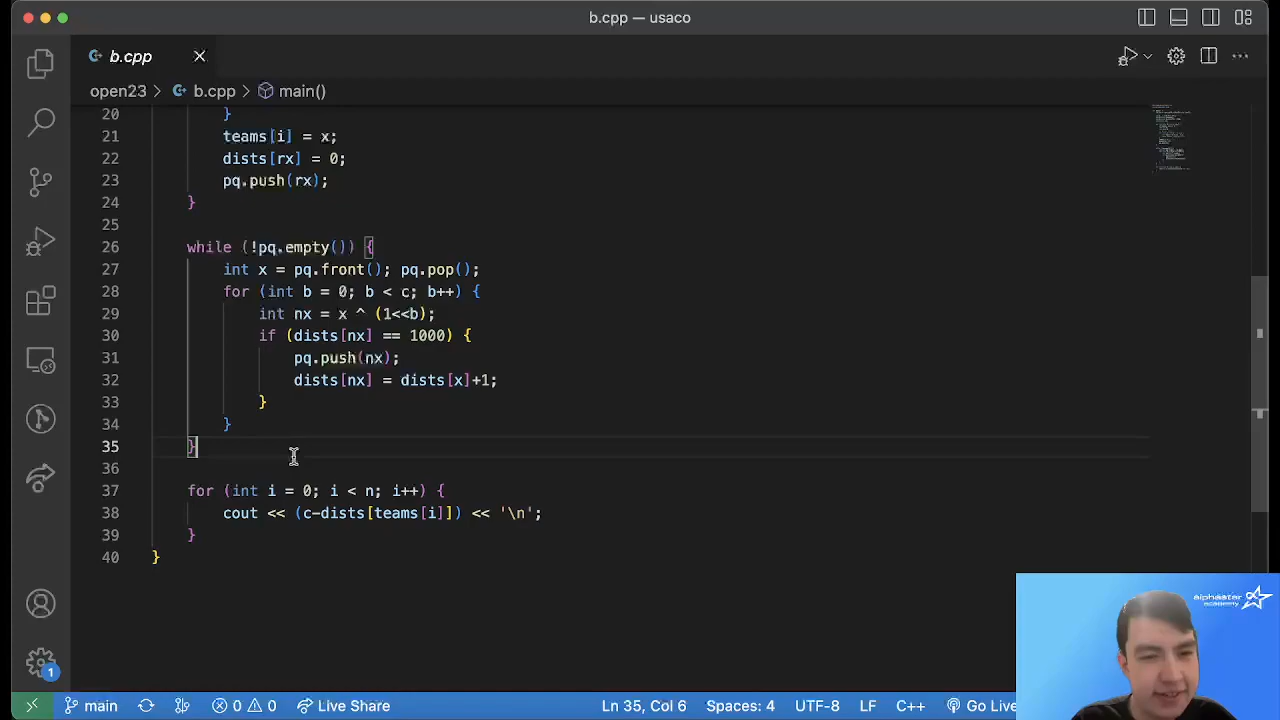 b.cpp — usaco
b.cpp
open23 > b.cpp > main()
20 }
21 teams[i] = x;
22 dists[rx] = 0;
23 pq.push(rx);
24 }
25
26 while (!pq.empty()) {
27 int x = pq.front(); pq.pop();
28 for (int b = 0; b < c; b++) {
29 int nx = x ^ (1<<b);
30 if (dists[nx] == 1000) {
31 pq.push(nx);
32 dists[nx] = dists[x]+1;
33 }
34 }
35 }
36
37 for (int i = 0; i < n; i++) {
38 cout << (c-dists[teams[i]]) << '\n';
39 }
40 }
alphastar
academy
1
main 0 0 Live Share Ln 35, Col 6 Spaces: 4 UTF-8 LF C++ Go Live